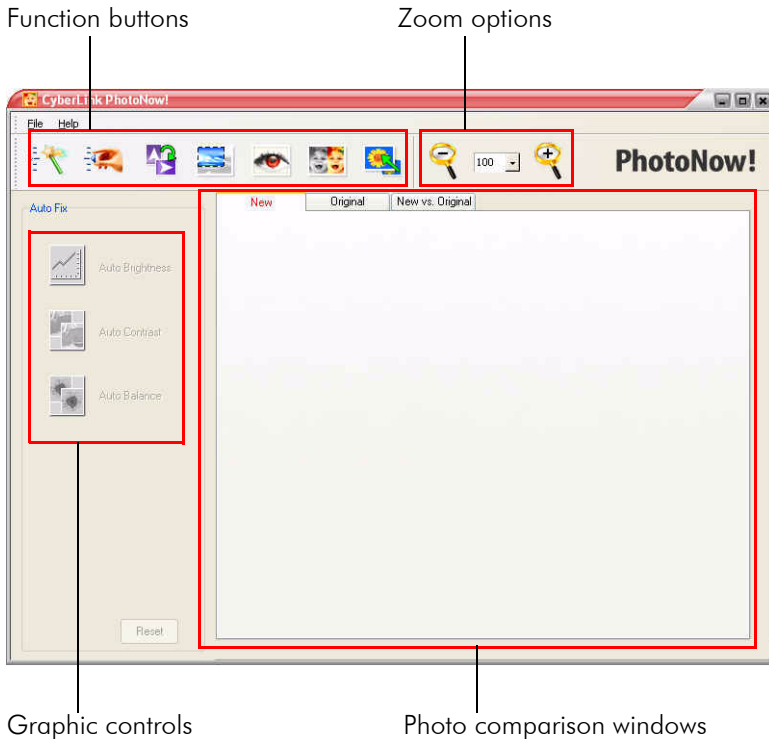 Function buttons
Zoom options
CyberLink PhotoNow!
File Help
100
PhotoNow!
Auto Fix
New Original New vs. Original
Auto Brightness
Auto Contrast
Auto Balance
Reset
Graphic controls
Photo comparison windows